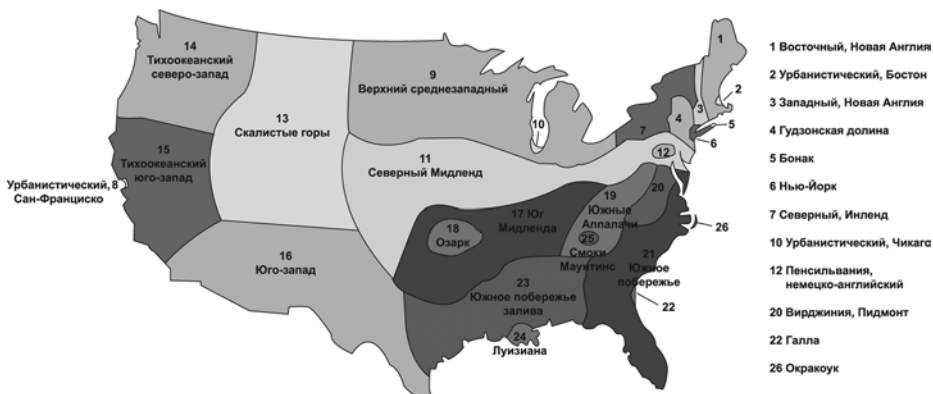 14
Тихоокеанский
северо-запад
9
Верхний среднезападный
13
Скалистые горы
15
Тихоокеанский
юго-запад
Урбанистический, 8
Сан-Франциско
11
Северный Мидленд
10
7
4
3
1
2
5
6
12
16
Юго-запад
18
Озарк
17 Юг
Мидленда
19
Южные
Аппалачи
20
25
Смоки
Маунтинс
21
Южное
побережье
22
26
23
Южное побережье
залива
24
Луизиана
1 Восточный, Новая Англия
2 Урбанистический, Бостон
3 Западный, Новая Англия
4 Гудзонская долина
5 Бонак
6 Нью-Йорк
7 Северный, Инленд
10 Урбанистический, Чикаго
12 Пенсильвания,
немецко-английский
20 Вирджиния, Пидмонт
22 Галла
26 Окракоук